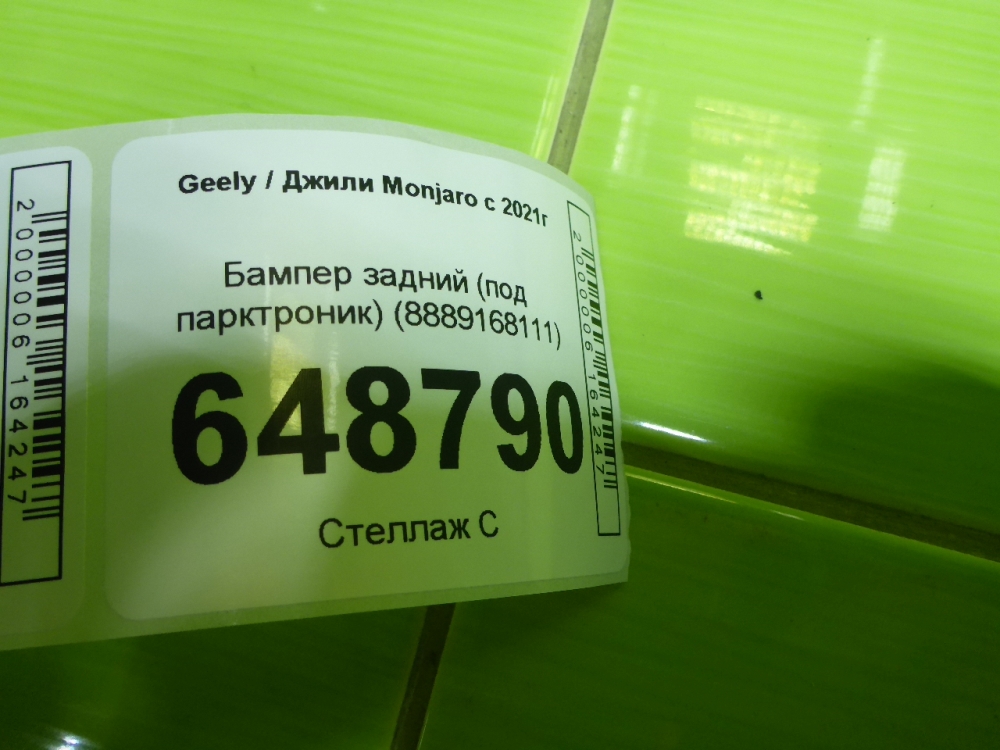 2000006164247
Geely / Джили Monjaro с 2021г
Бампер задний (под
парктроник) (8889168111)
648790
Стеллаж С
2000006164247